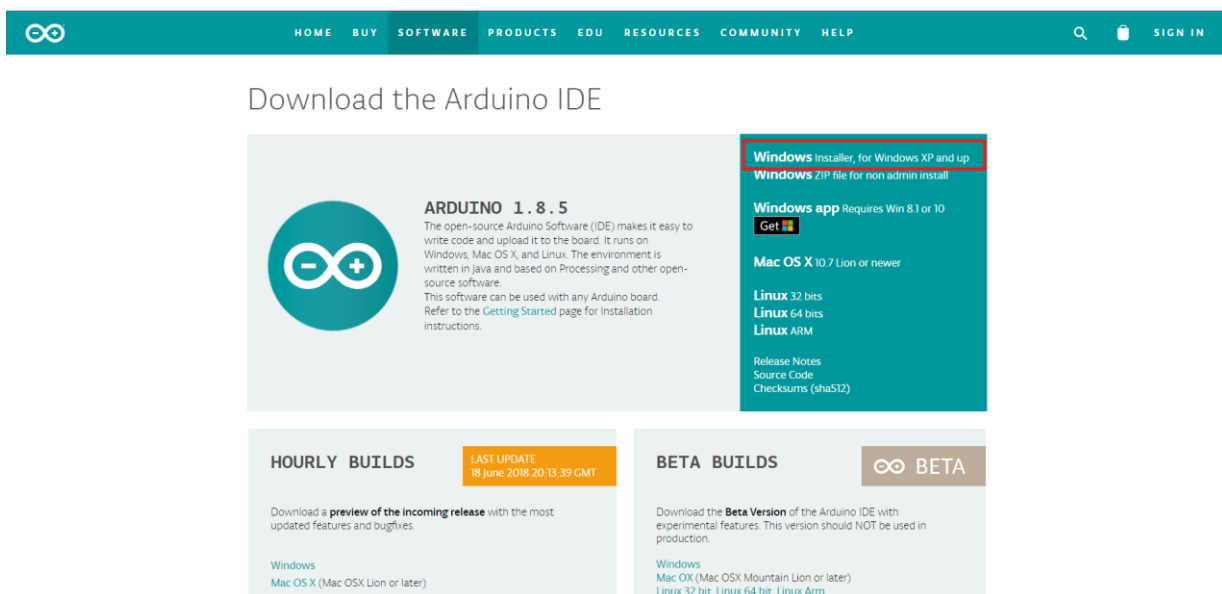 HOME BUY SOFTWARE PRODUCTS EDU RESOURCES COMMUNITY HELP SIGN IN
Download the Arduino IDE
ARDUINO 1.8.5
The open-source Arduino Software (IDE) makes it easy to
write code and upload it to the board. It runs on
Windows, Mac OS X, and Linux. The environment is
written in Java and based on Processing and other open-
source software.
This software can be used with any Arduino board.
Refer to the Getting Started page for Installation
instructions.
Windows Installer, for Windows XP and up
Windows ZIP file for non admin install
Windows app Requires Win 8.1 or 10
Get
Mac OS X 10.7 Lion or newer
Linux 32 bits
Linux 64 bits
Linux ARM
Release Notes
Source Code
Checksums (sha512)
HOURLY BUILDS
LAST UPDATE
18 June 2018 20:13:39 GMT
Download a preview of the incoming release with the most
updated features and bugfixes.
Windows
Mac OS X (Mac OSX Lion or later)
BETA BUILDS
BETA
Download the Beta Version of the Arduino IDE with
experimental features. This version should NOT be used in
production.
Windows
Mac OX (Mac OSX Mountain Lion or later)
Linux 32 bit, Linux 64 bit, Linux Arm